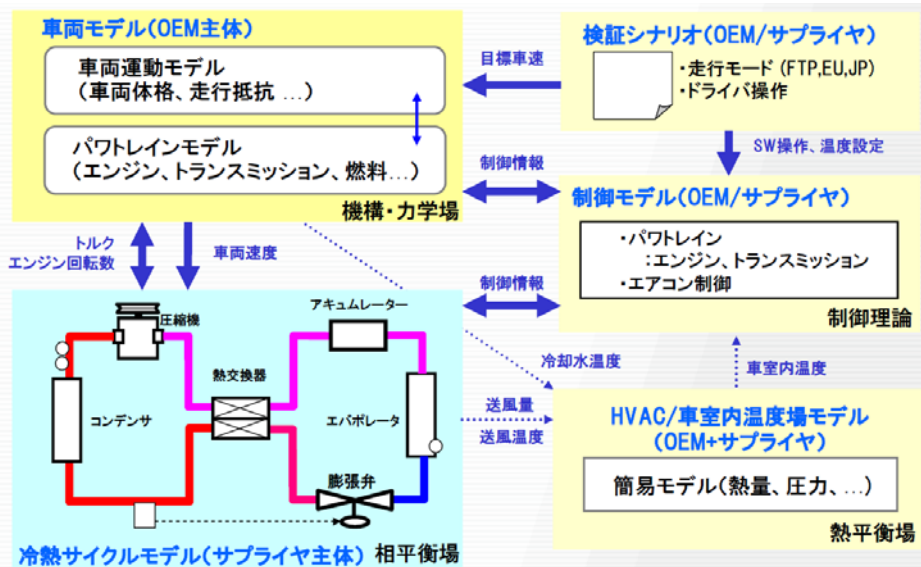 車両モデル(OEM主体)
車両運動モデル
(車両体格、走行抵抗 …)
パワトレインモデル
(エンジン、トランスミッション、燃料…)
機構・力学場
目標車速
検証シナリオ(OEM/サプライヤ)
・走行モード (FTP,EU,JP)
・ドライバ操作
SW操作、温度設定
制御情報
制御モデル(OEM/サプライヤ)
・パワトレイン
:エンジン、トランスミッション
・エアコン制御
制御理論
トルク
エンジン回転数
車両速度
制御情報
冷却水温度
車室内温度
圧縮機
アキュムレーター
熱交換器
コンデンサ
エバポレータ
膨張弁
冷熱サイクルモデル(サプライヤ主体)
相平衡場
送風量
送風温度
HVAC/車室内温度場モデル
(OEM+サプライヤ)
簡易モデル(熱量、圧力、…)
熱平衡場